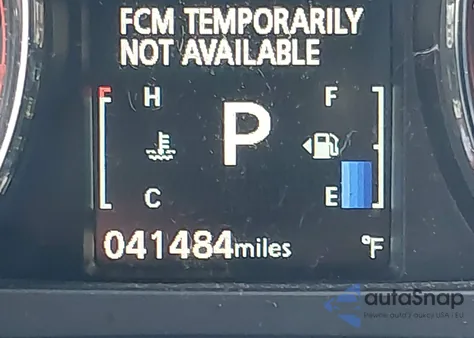 FCM TEMPORARILY
NOT AVAILABLE
H F
P
C E
041484miles °F
autoSnap